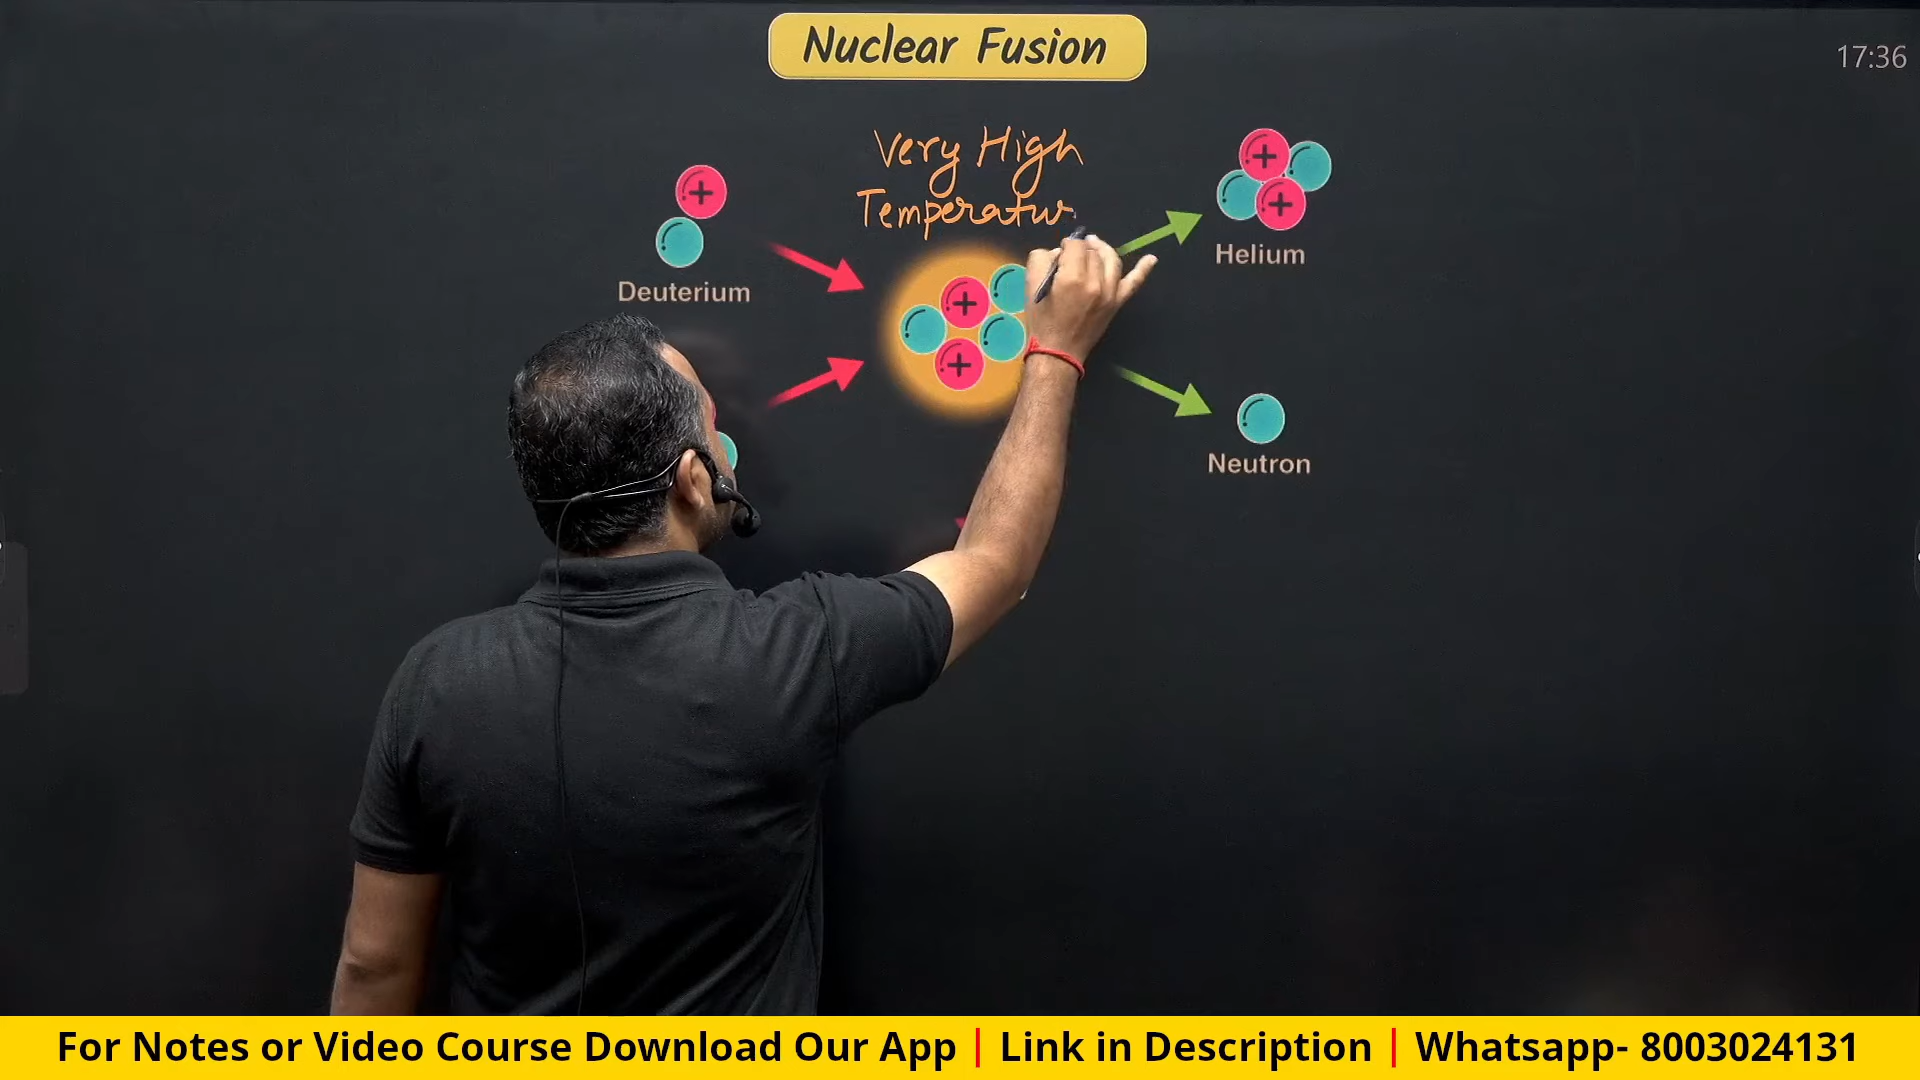 Nuclear Fusion
17:36
Very High
Temperatur
Deuterium
Helium
Neutron
For Notes or Video Course Download Our App | Link in Description | Whatsapp- 8003024131